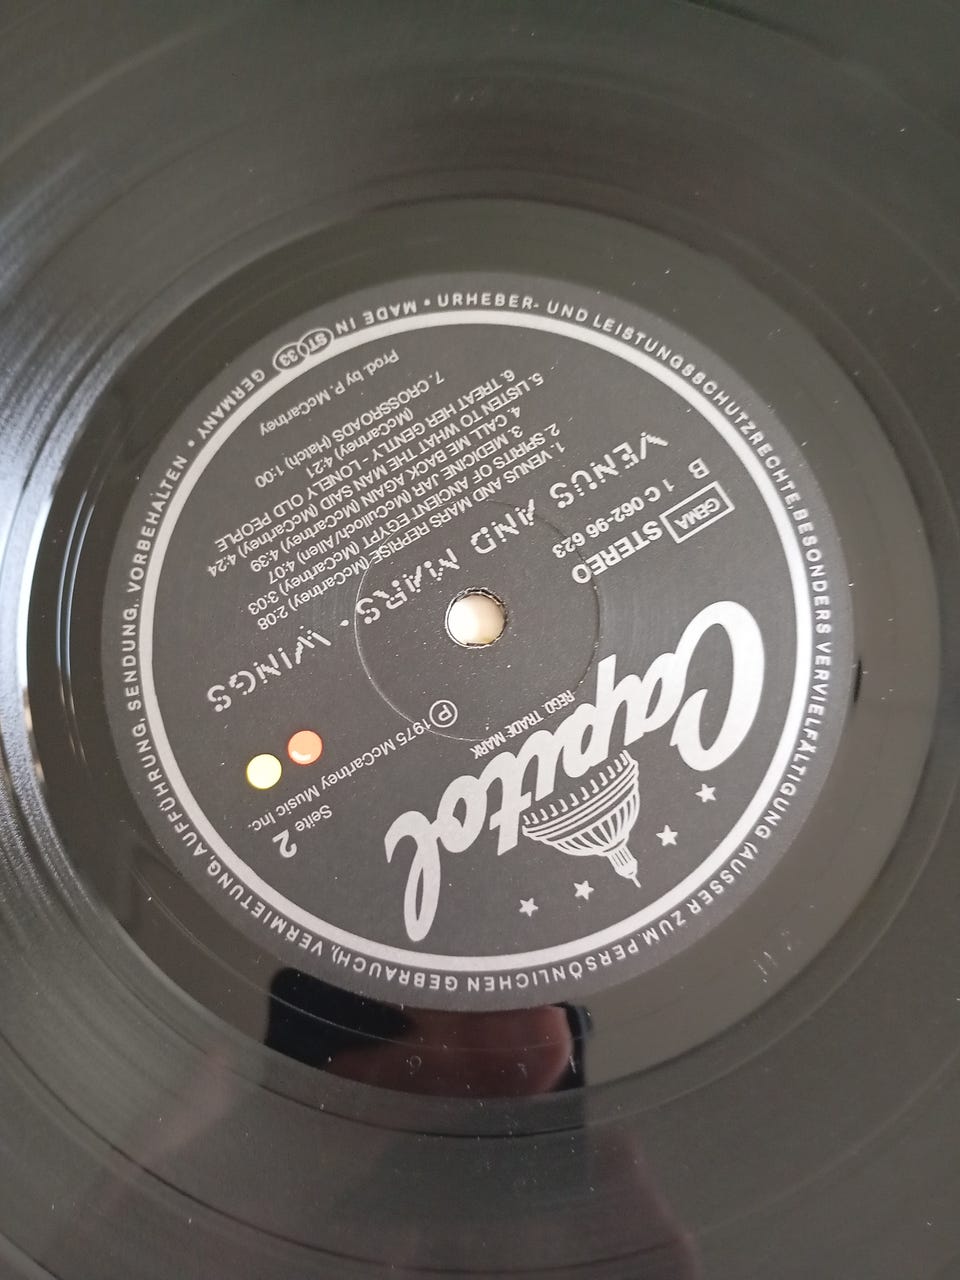 Capitol
REGD. TRADE MARK
STEREO
GEMA
1 C 062-96 623
B
℗ 1975 McCartney Music Inc.
Seite
2
VENUS AND MARS · WINGS
1. VENUS AND MARS REPRISE (McCartney) 2:08
2. SPIRITS OF ANCIENT EGYPT (McCartney) 3:03
3. MEDICINE JAR (McCulloch/Allen) 4:07
4. CALL ME BACK AGAIN (McCartney) 4:39
5. LISTEN TO WHAT THE MAN SAID (McCartney) 4:24
6. TREAT HER GENTLY · LONELY OLD PEOPLE
(McCartney) 4:21
7. CROSSROADS (Hatch) 1:00
Prod. by P. McCartney
URHEBER- UND LEISTUNGSSCHUTZRECHTE, BESONDERS VERVIELFÄLTIGUNG (AUSSER ZUM PERSÖNLICHEN GEBRAUCH), VERMIETUNG, AUFFÜHRUNG, SENDUNG, VORBEHALTEN • MADE IN ST 33 GERMANY •